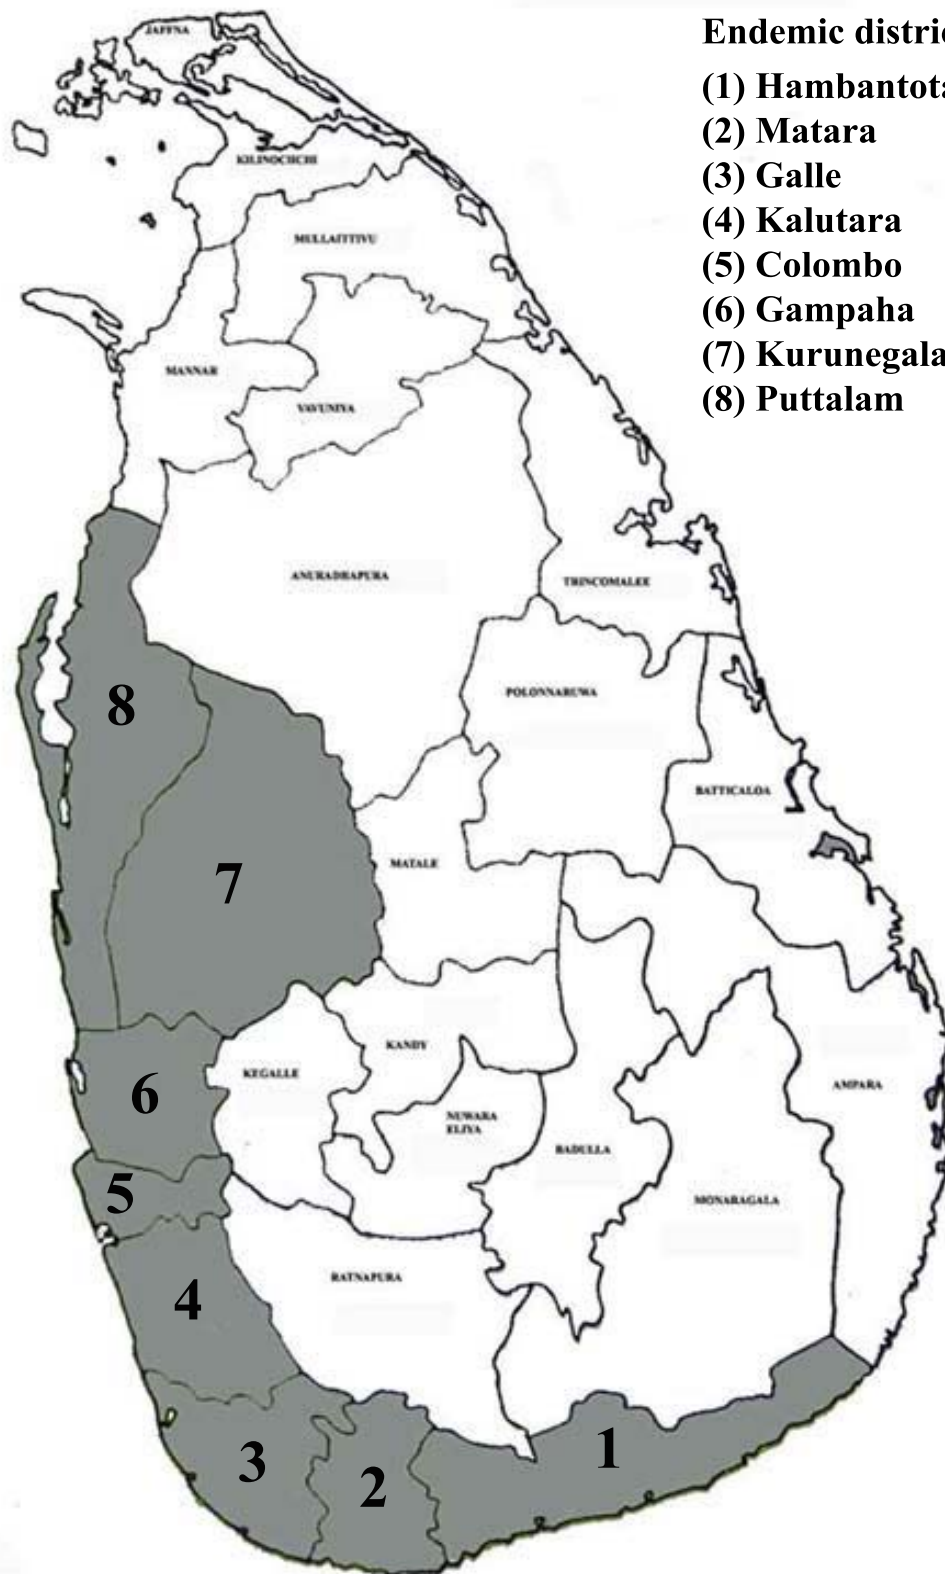 Endemic distric
(1) Hambantota
(2) Matara
(3) Galle
(4) Kalutara
(5) Colombo
(6) Gampaha
(7) Kurunegala
(8) Puttalam
JAFFNA
KILINOCHCHI
MULLAITTIVU
MANNAR
VAVUNIYA
ANURADHAPURA
TRINCOMALEE
POLONNARUWA
8
BATTICALOA
MATALE
7
KANDY
KEGALLE
AMPARA
6
NUWARA
ELIYA
BADULLA
5
MONARAGALA
RATNAPURA
4
1
3
2